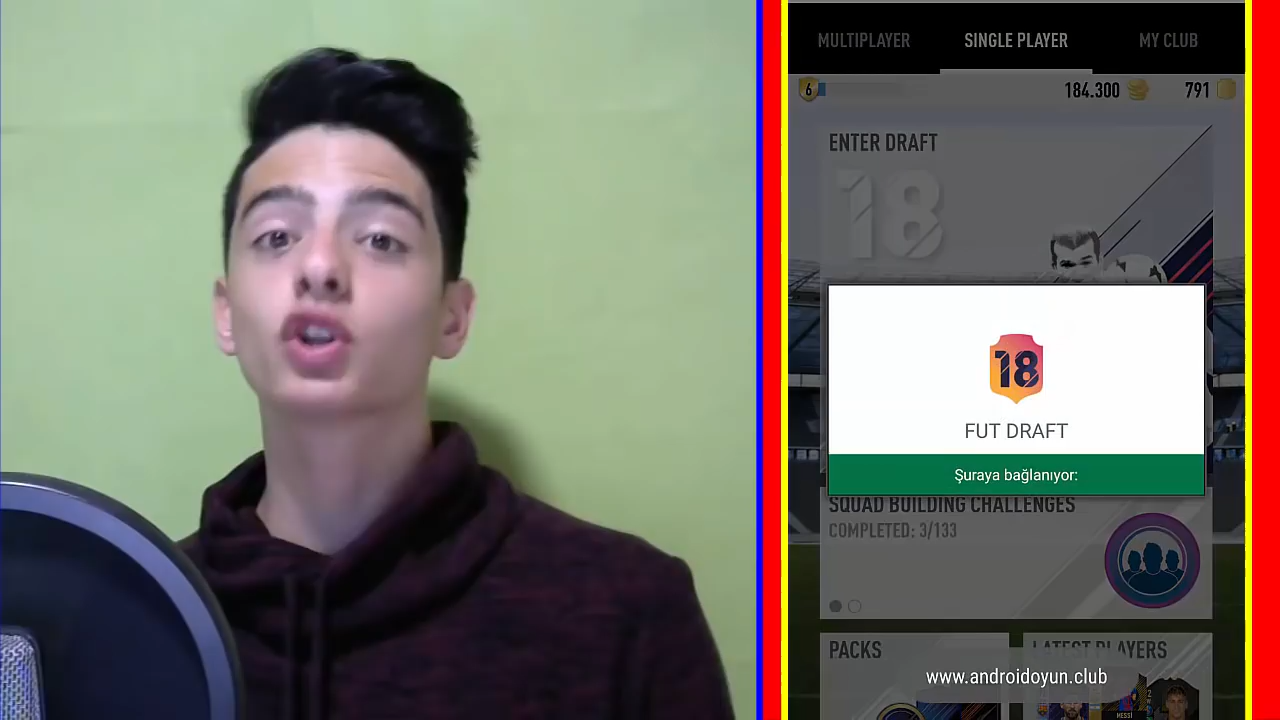 MULTIPLAYER SINGLE PLAYER MY CLUB
6 184.300 791
ENTER DRAFT
18
18
FUT DRAFT
Şuraya bağlanıyor:
SQUAD BUILDING CHALLENGES
COMPLETED: 3/133
PACKS LATEST PLAYERS
www.androidoyun.club
MESSI